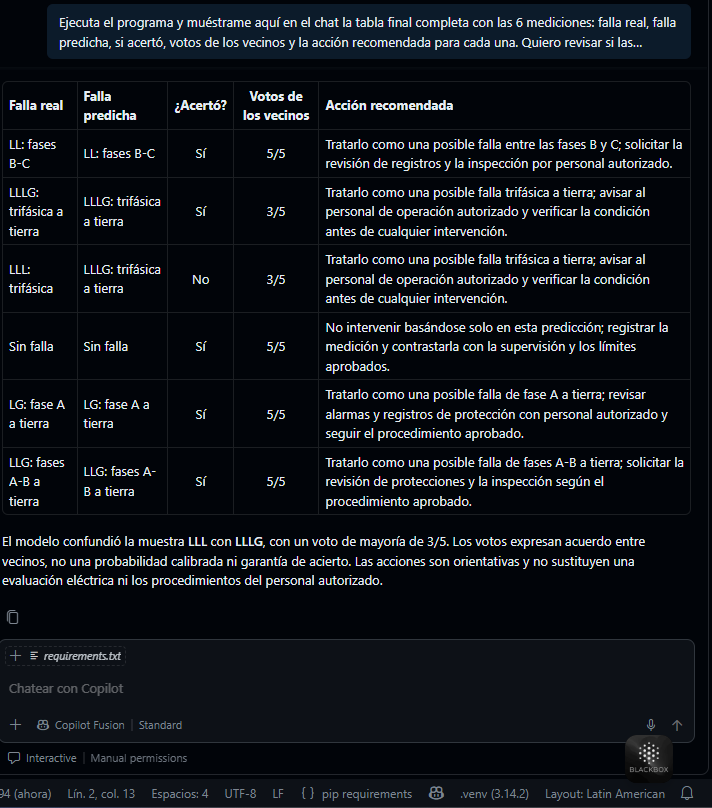 Ejecuta el programa y muéstrame aquí en el chat la tabla final completa con las 6 mediciones: falla real, falla
predicha, si acertó, votos de los vecinos y la acción recomendada para cada una. Quiero revisar si las...
Falla real
Falla
predicha
¿Acertó?
Votos de
los vecinos
Acción recomendada
LL: fases
B-C
LL: fases B-C
Sí
5/5
Tratarlo como una posible falla entre las fases B y C; solicitar la
revisión de registros y la inspección por personal autorizado.
LLLG:
trifásica a
tierra
LLLG: trifásica
a tierra
Sí
3/5
Tratarlo como una posible falla trifásica a tierra; avisar al
personal de operación autorizado y verificar la condición
antes de cualquier intervención.
LLL:
trifásica
LLLG: trifásica
a tierra
No
3/5
Tratarlo como una posible falla trifásica a tierra; avisar al
personal de operación autorizado y verificar la condición
antes de cualquier intervención.
Sin falla
Sin falla
Sí
5/5
No intervenir basándose solo en esta predicción; registrar la
medición y contrastarla con la supervisión y los límites
aprobados.
LG: fase A
a tierra
LG: fase A a
tierra
Sí
5/5
Tratarlo como una posible falla de fase A a tierra; revisar
alarmas y registros de protección con personal autorizado y
seguir el procedimiento aprobado.
LLG: fases
A-B a
tierra
LLG: fases A-
B a tierra
Sí
5/5
Tratarlo como una posible falla de fases A-B a tierra; solicitar la
revisión de protecciones y la inspección según el
procedimiento aprobado.
El modelo confundió la muestra LLL con LLLG, con un voto de mayoría de 3/5. Los votos expresan acuerdo entre
vecinos, no una probabilidad calibrada ni garantía de acierto. Las acciones son orientativas y no sustituyen una
evaluación eléctrica ni los procedimientos del personal autorizado.
requirements.txt
Chatear con Copilot
Copilot Fusion | Standard
BLACKBOX
Interactive | Manual permissions
94 (ahora) Lín. 2, col. 13 Espacios: 4 UTF-8 LF { } pip requirements .venv (3.14.2) Layout: Latin American